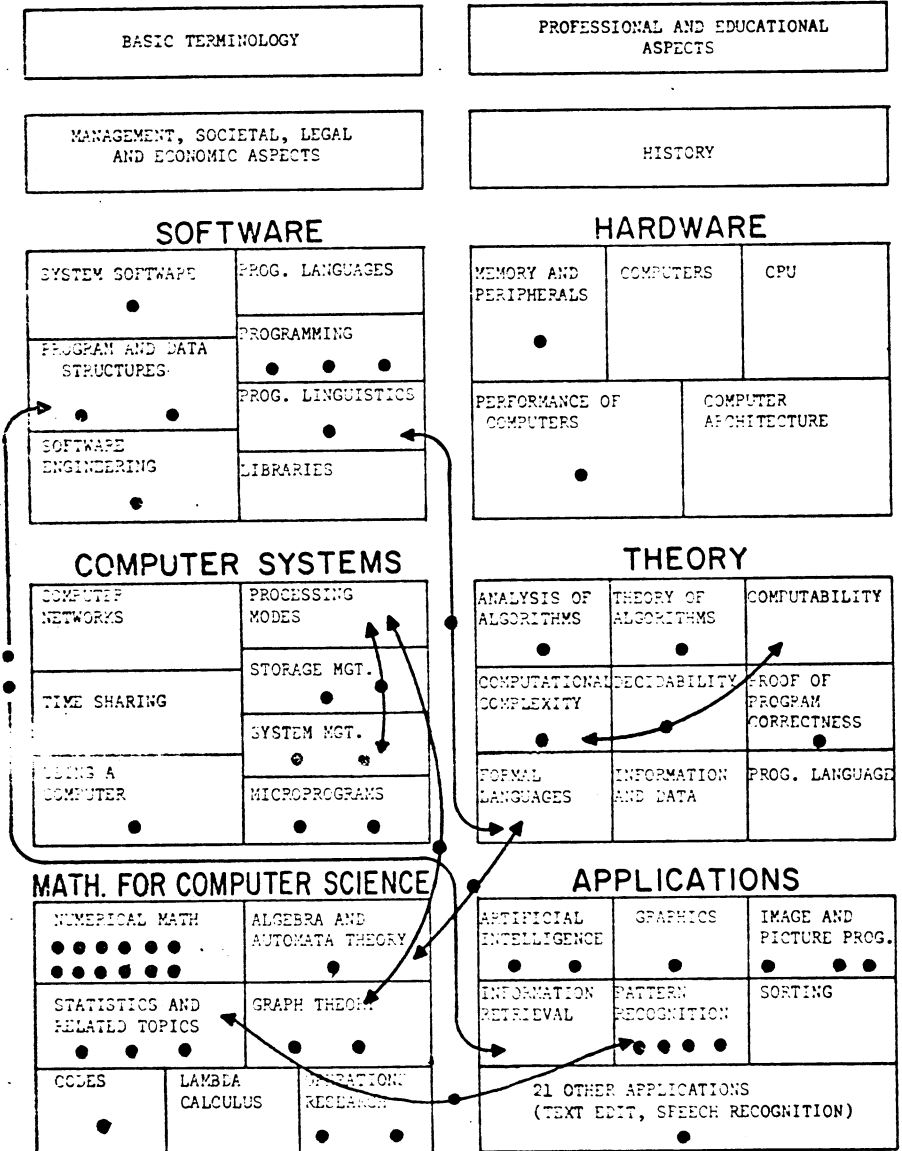 BASIC TERMINOLOGY
PROFESSIONAL AND EDUCATIONAL
ASPECTS
MANAGEMENT, SOCIETAL, LEGAL
AND ECONOMIC ASPECTS
HISTORY
SOFTWARE
SYSTEM SOFTWARE
PROG. LANGUAGES
PROGRAMMING
PROGRAM AND DATA
STRUCTURES
PROG. LINGUISTICS
SOFTWARE
ENGINEERING
LIBRARIES
HARDWARE
MEMORY AND
PERIPHERALS
COMPUTERS
CPU
PERFORMANCE OF
COMPUTERS
COMPUTER
ARCHITECTURE
COMPUTER SYSTEMS
COMPUTER
NETWORKS
PROCESSING
MODES
STORAGE MGT.
TIME SHARING
SYSTEM MGT.
USING A
COMPUTER
MICROPROGRAMS
THEORY
ANALYSIS OF
ALGORITHMS
THEORY OF
ALGORITHMS
COMPUTABILITY
COMPUTATIONAL
COMPLEXITY
DECIDABILITY
PROOF OF
PROGRAM
CORRECTNESS
FORMAL
LANGUAGES
INFORMATION
AND DATA
PROG. LANGUAGE
MATH. FOR COMPUTER SCIENCE
NUMERICAL MATH
ALGEBRA AND
AUTOMATA THEORY
STATISTICS AND
RELATED TOPICS
GRAPH THEORY
CODES
LAMBDA
CALCULUS
OPERATIONS
RESEARCH
APPLICATIONS
ARTIFICIAL
INTELLIGENCE
GRAPHICS
IMAGE AND
PICTURE PROG.
INFORMATION
RETRIEVAL
PATTERN
RECOGNITION
SORTING
21 OTHER APPLICATIONS
(TEXT EDIT, SPEECH RECOGNITION)